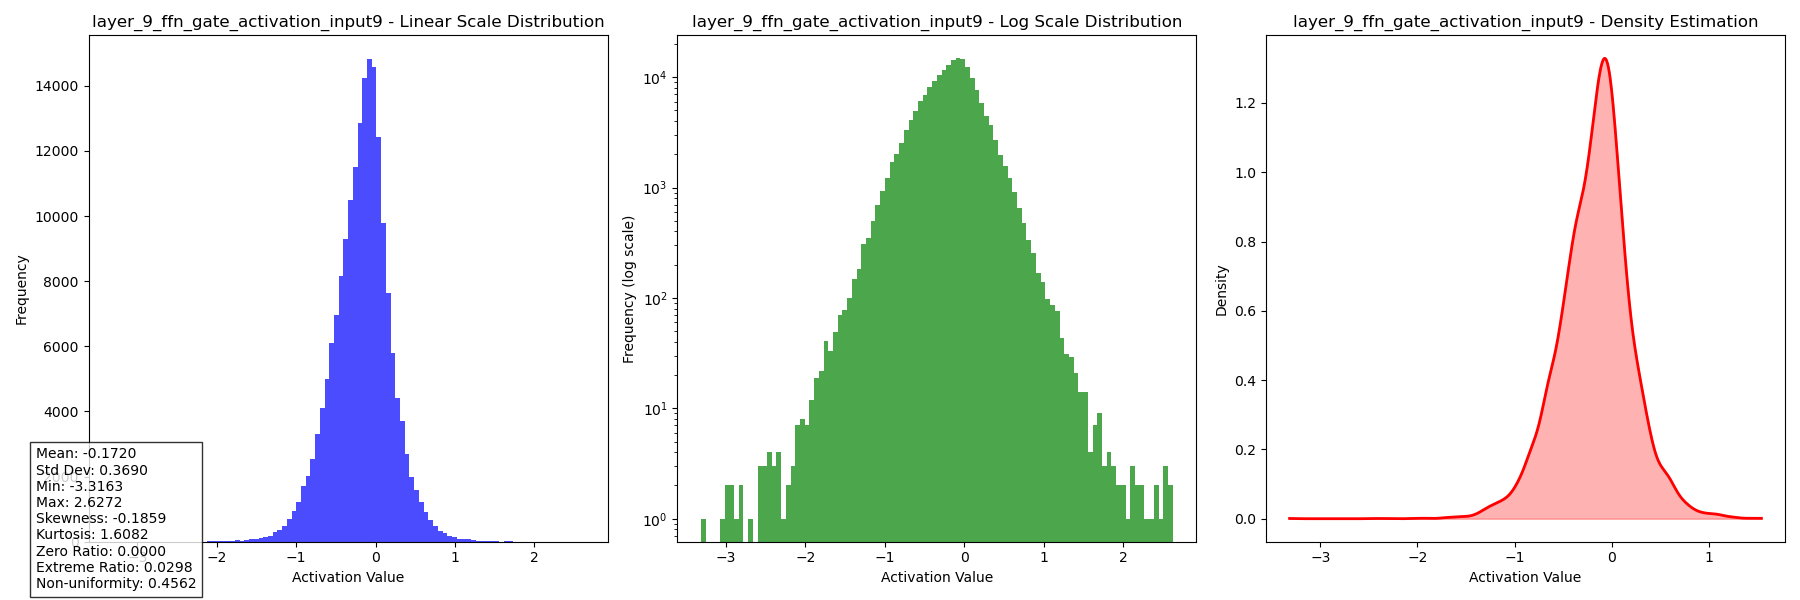 layer_9_ffn_gate_activation_input9 - Linear Scale Distribution
Frequency
14000
12000
10000
8000
6000
4000
2000
0
−2
−1
0
1
2
Activation Value
Mean: -0.1720
Std Dev: 0.3690
Min: -3.3163
Max: 2.6272
Skewness: -0.1859
Kurtosis: 1.6082
Zero Ratio: 0.0000
Extreme Ratio: 0.0298
Non-uniformity: 0.4562
layer_9_ffn_gate_activation_input9 - Log Scale Distribution
Frequency (log scale)
10⁴
10³
10²
10¹
10⁰
−3
−2
−1
0
1
2
Activation Value
layer_9_ffn_gate_activation_input9 - Density Estimation
Density
1.2
1.0
0.8
0.6
0.4
0.2
0.0
−3
−2
−1
0
1
Activation Value